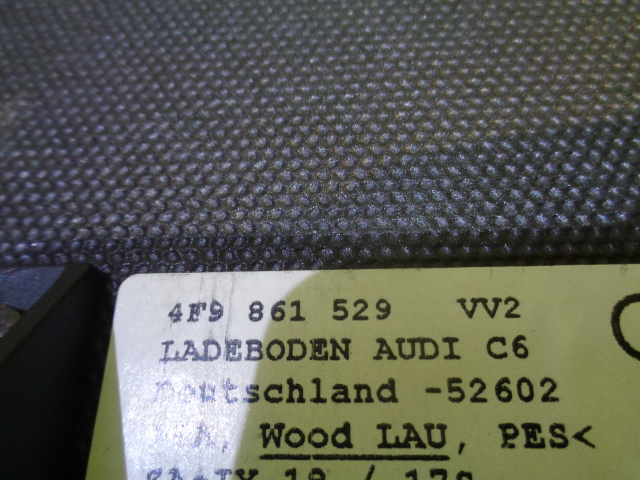 4F9 861 529 VV2
LADEBODEN AUDI C6
Deutschland -52602
Wood LAU, PES<